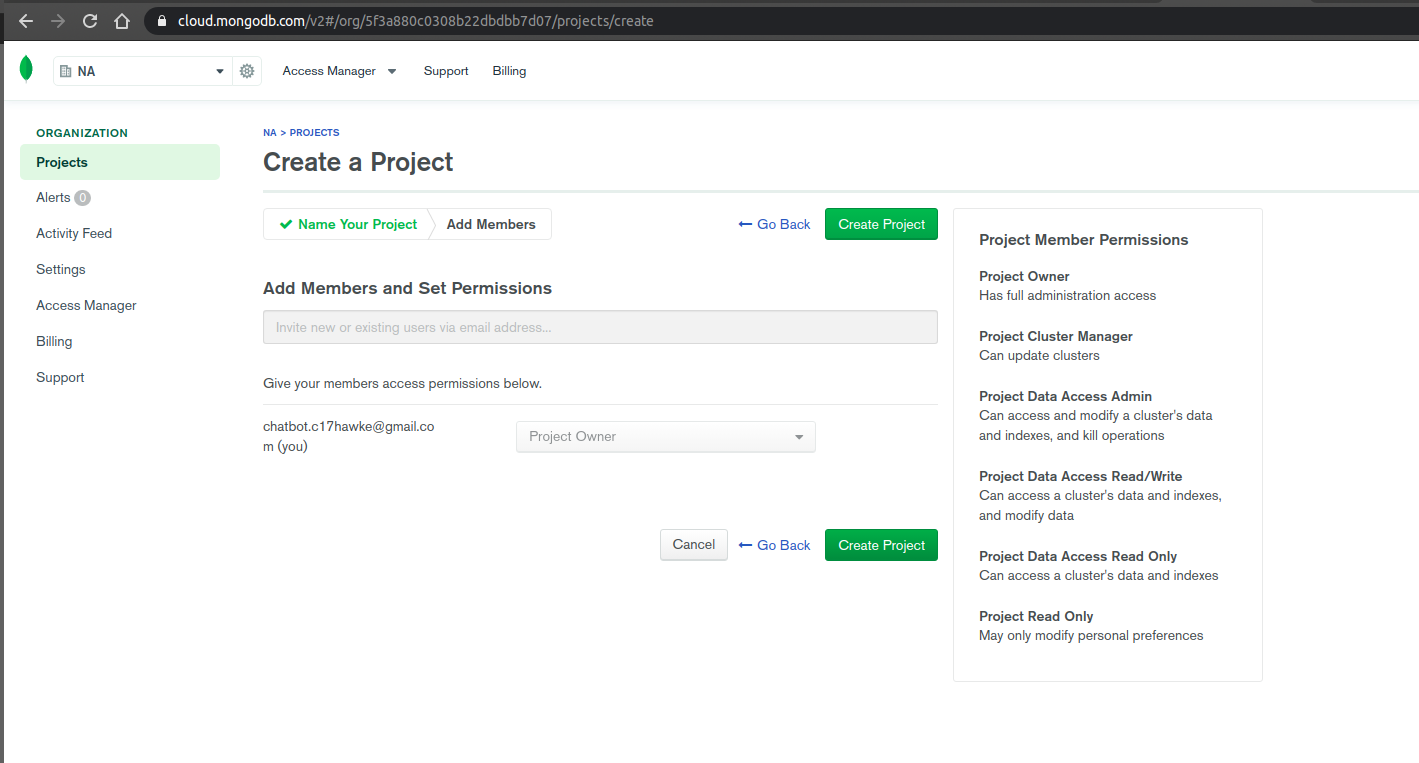 cloud.mongodb.com/v2#/org/5f3a880c0308b22dbdbb7d07/projects/create
NA
Access Manager
Support
Billing
ORGANIZATION
Projects
Alerts 0
Activity Feed
Settings
Access Manager
Billing
Support
NA > PROJECTS
Create a Project
Name Your Project
Add Members
Go Back
Create Project
Add Members and Set Permissions
Invite new or existing users via email address...
Give your members access permissions below.
chatbot.c17hawke@gmail.co
m (you)
Project Owner
Cancel
Go Back
Create Project
Project Member Permissions
Project Owner
Has full administration access
Project Cluster Manager
Can update clusters
Project Data Access Admin
Can access and modify a cluster's data
and indexes, and kill operations
Project Data Access Read/Write
Can access a cluster's data and indexes,
and modify data
Project Data Access Read Only
Can access a cluster's data and indexes
Project Read Only
May only modify personal preferences